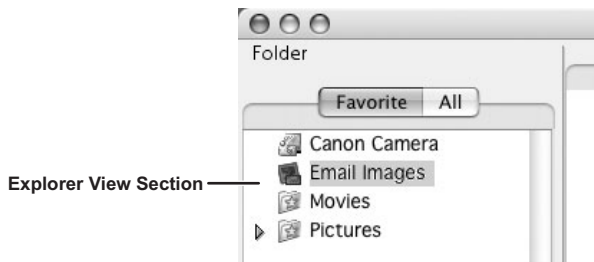 Folder
Favorite All
Canon Camera
Email Images
Explorer View Section
Movies
Pictures